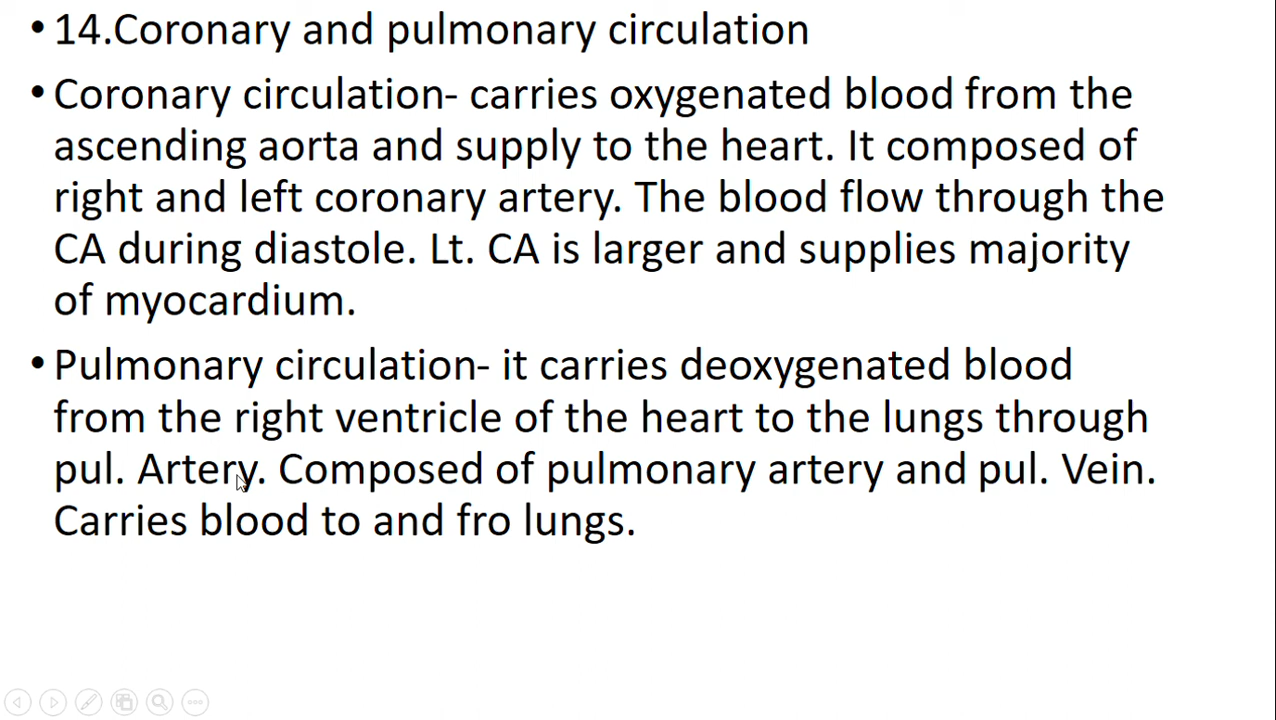 • 14.Coronary and pulmonary circulation
• Coronary circulation- carries oxygenated blood from the
ascending aorta and supply to the heart. It composed of
right and left coronary artery. The blood flow through the
CA during diastole. Lt. CA is larger and supplies majority
of myocardium.
• Pulmonary circulation- it carries deoxygenated blood
from the right ventricle of the heart to the lungs through
pul. Artery. Composed of pulmonary artery and pul. Vein.
Carries blood to and fro lungs.